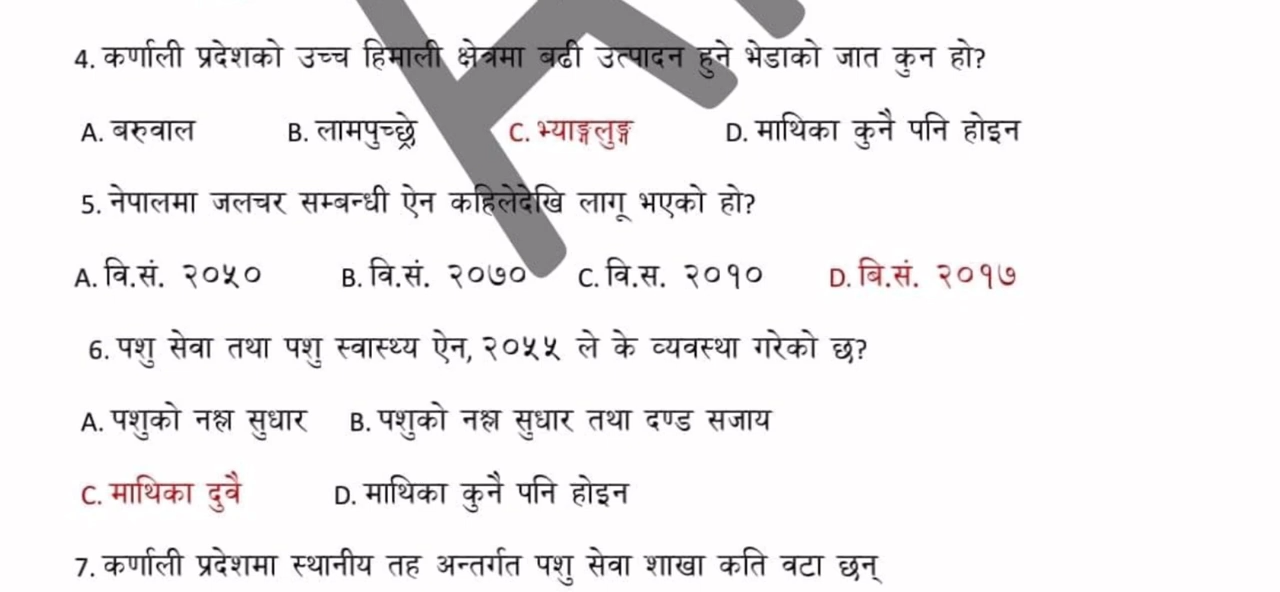 4. कर्णाली प्रदेशको उच्च हिमाली क्षेत्रमा बढी उत्पादन हुने भेडाको जात कुन हो?
A. बरुवाल B. लामपुच्छ्रे C. भ्याङ्गलुङ्ग D. माथिका कुनै पनि होइन
5. नेपालमा जलचर सम्बन्धी ऐन कहिलेदेखि लागू भएको हो?
A. वि.सं. २०५० B. वि.सं. २०७० C. वि.स. २०१० D. बि.सं. २०१७
6. पशु सेवा तथा पशु स्वास्थ्य ऐन, २०५५ ले के व्यवस्था गरेको छ?
A. पशुको नश्ल सुधार B. पशुको नश्ल सुधार तथा दण्ड सजाय
C. माथिका दुवै D. माथिका कुनै पनि होइन
7. कर्णाली प्रदेशमा स्थानीय तह अन्तर्गत पशु सेवा शाखा कति वटा छन्